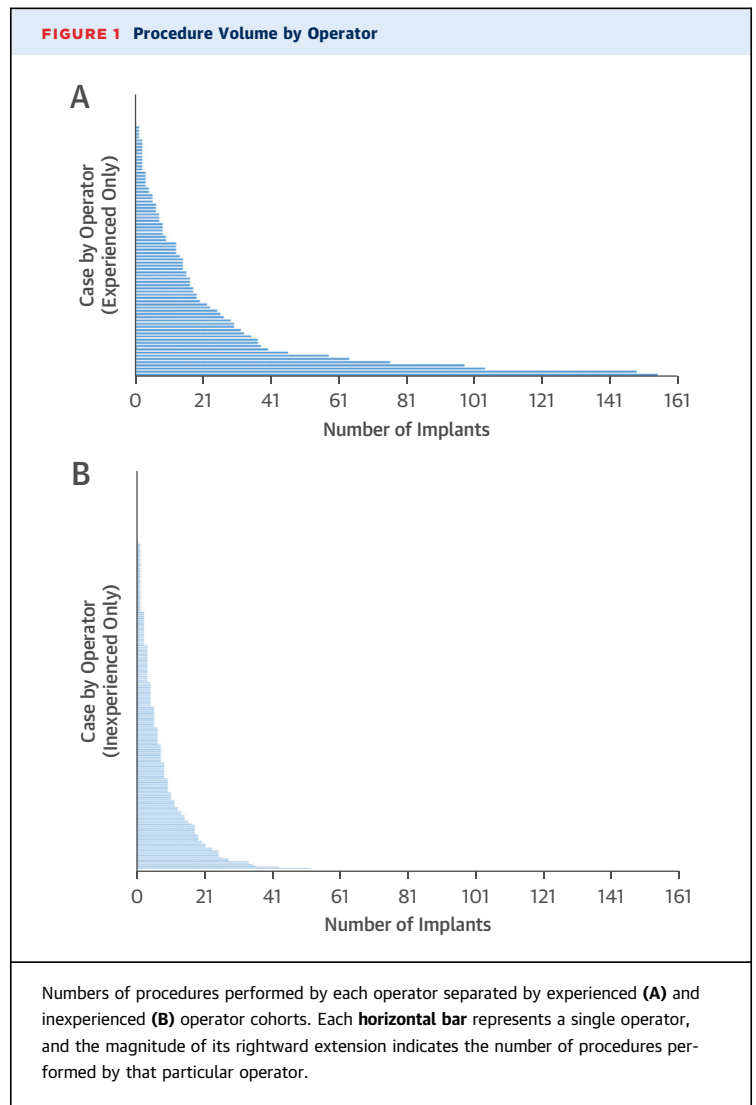 FIGURE 1 Procedure Volume by Operator
A
Case by Operator
(Experienced Only)
0 21 41 61 81 101 121 141 161
Number of Implants
B
Case by Operator
(Inexperienced Only)
0 21 41 61 81 101 121 141 161
Number of Implants
Numbers of procedures performed by each operator separated by experienced (A) and
inexperienced (B) operator cohorts. Each horizontal bar represents a single operator,
and the magnitude of its rightward extension indicates the number of procedures per-
formed by that particular operator.